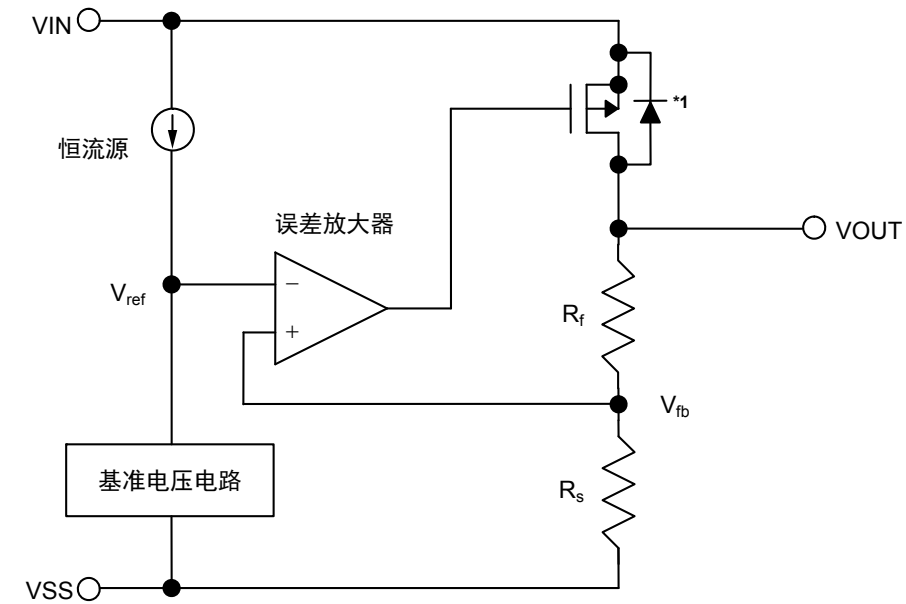 VIN
*1
恒流源
误差放大器
VOUT
Vref
−
+
Rf
Vfb
基准电压电路
Rs
VSS